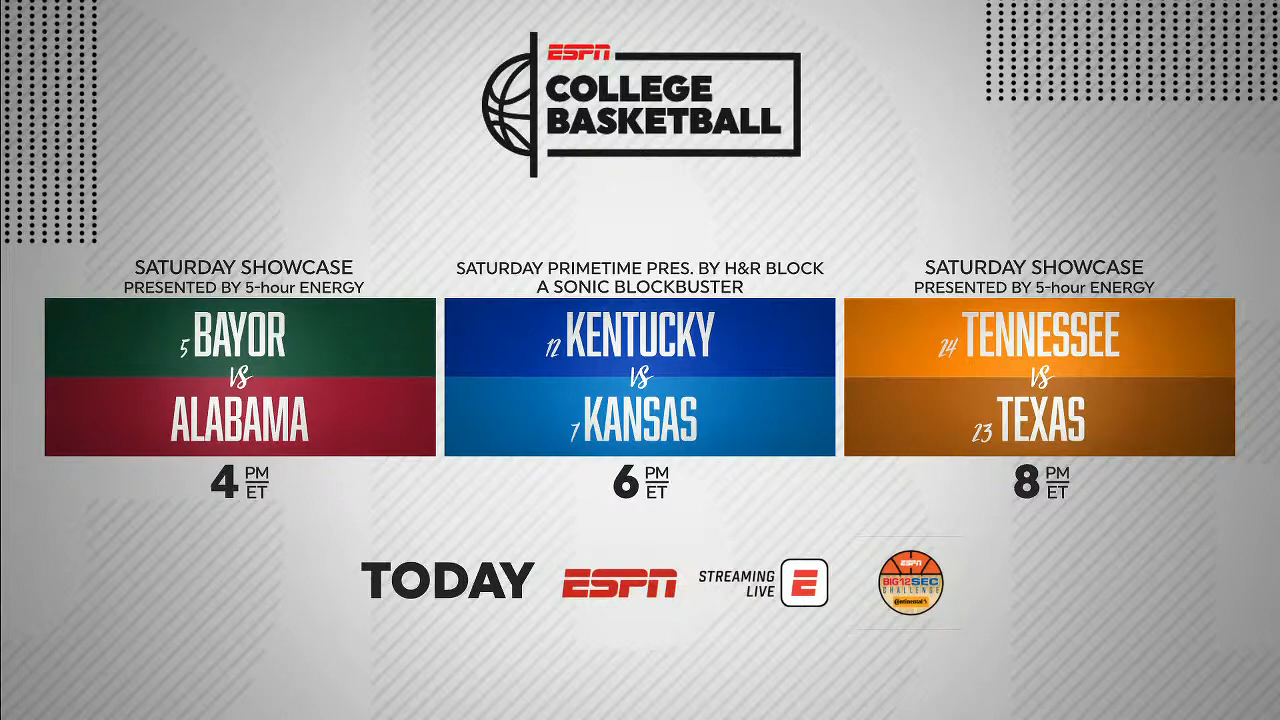 ESPN
COLLEGE
BASKETBALL
SATURDAY SHOWCASE
PRESENTED BY 5-hour ENERGY
5 BAYOR
VS
ALABAMA
4 PM ET
SATURDAY PRIMETIME PRES. BY H&R BLOCK
A SONIC BLOCKBUSTER
12 KENTUCKY
VS
7 KANSAS
6 PM ET
SATURDAY SHOWCASE
PRESENTED BY 5-hour ENERGY
24 TENNESSEE
VS
23 TEXAS
8 PM ET
TODAY
ESPN
STREAMING
LIVE
E
ESPN
BIG12SEC
CHALLENGE
Continental